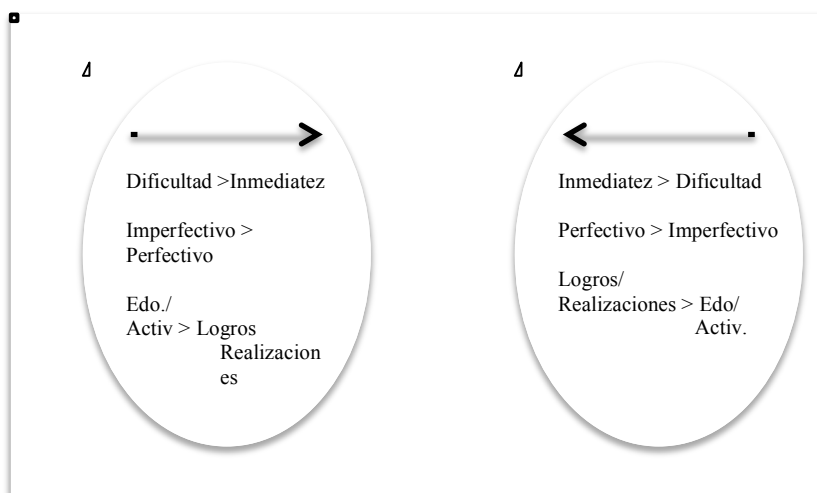 Dificultad >Inmediatez
Imperfectivo >
Perfectivo
Edo./
Activ > Logros
Realizacion
es
Inmediatez > Dificultad
Perfectivo > Imperfectivo
Logros/
Realizaciones > Edo/
Activ.